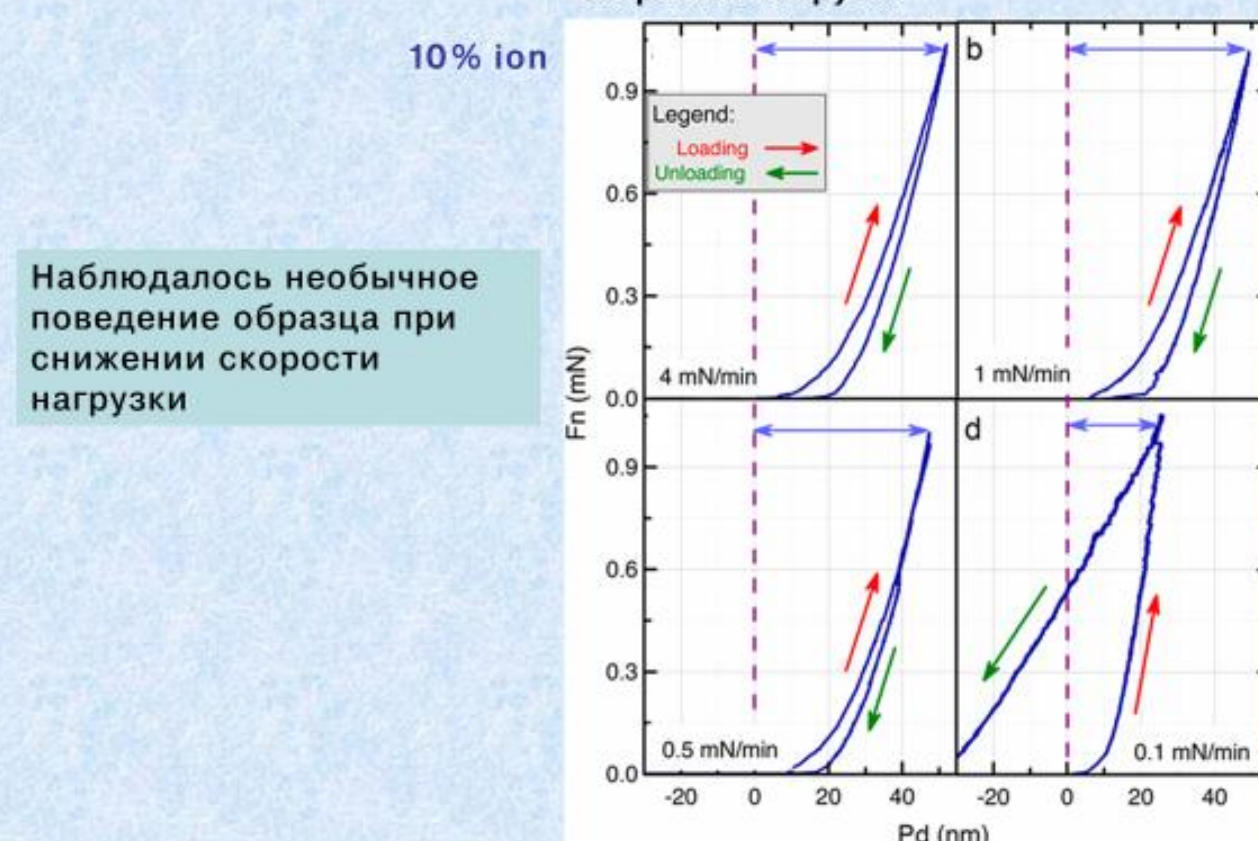 10% ion
Наблюдалось необычное
поведение образца при
снижении скорости
нагрузки
Fn (mN)
0.9
0.6
0.3
0.0
Legend:
Loading
Unloading
4 mN/min
b
1 mN/min
0.9
0.6
0.3
0.0
0.5 mN/min
d
0.1 mN/min
-20 0 20 40 -20 0 20 40
Pd (nm)